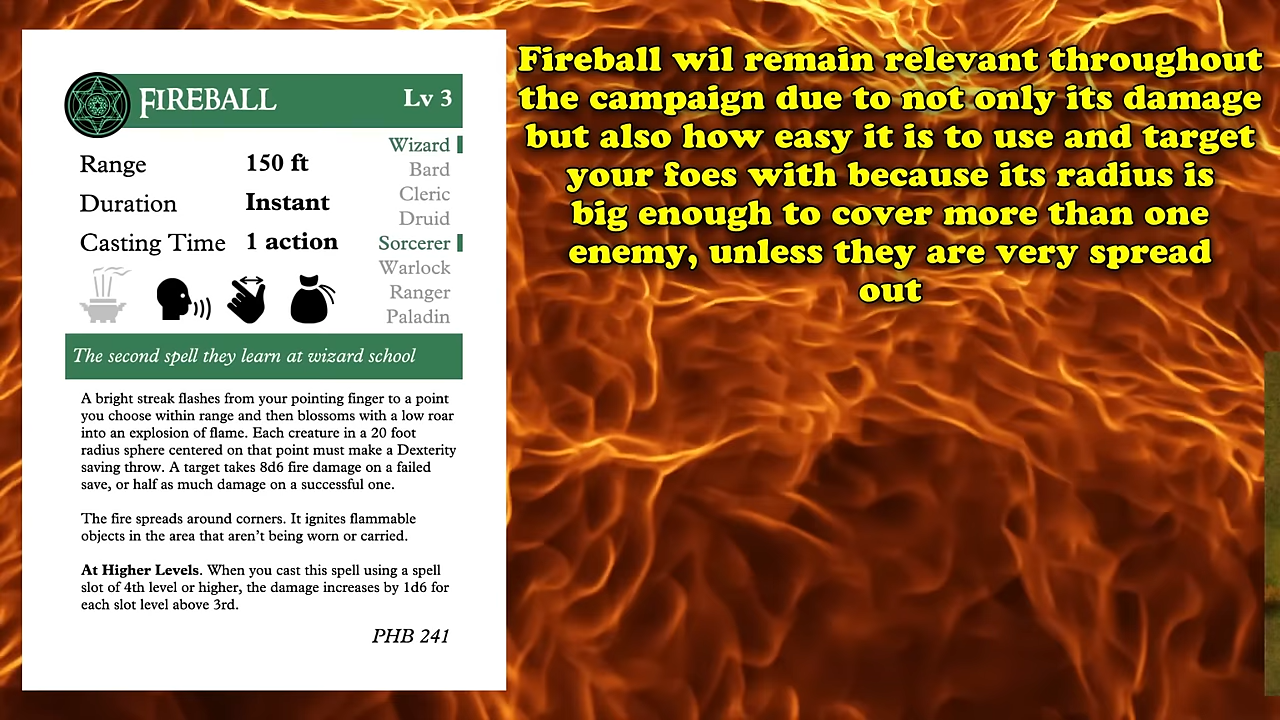 FIREBALL
Lv 3
Range 150 ft
Duration Instant
Casting Time 1 action
Wizard
Bard
Cleric
Druid
Sorcerer
Warlock
Ranger
Paladin
The second spell they learn at wizard school
A bright streak flashes from your pointing finger to a point
you choose within range and then blossoms with a low roar
into an explosion of flame. Each creature in a 20 foot
radius sphere centered on that point must make a Dexterity
saving throw. A target takes 8d6 fire damage on a failed
save, or half as much damage on a successful one.
The fire spreads around corners. It ignites flammable
objects in the area that aren't being worn or carried.
At Higher Levels. When you cast this spell using a spell
slot of 4th level or higher, the damage increases by 1d6 for
each slot level above 3rd.
PHB 241
Fireball wil remain relevant throughout
the campaign due to not only its damage
but also how easy it is to use and target
your foes with because its radius is
big enough to cover more than one
enemy, unless they are very spread
out